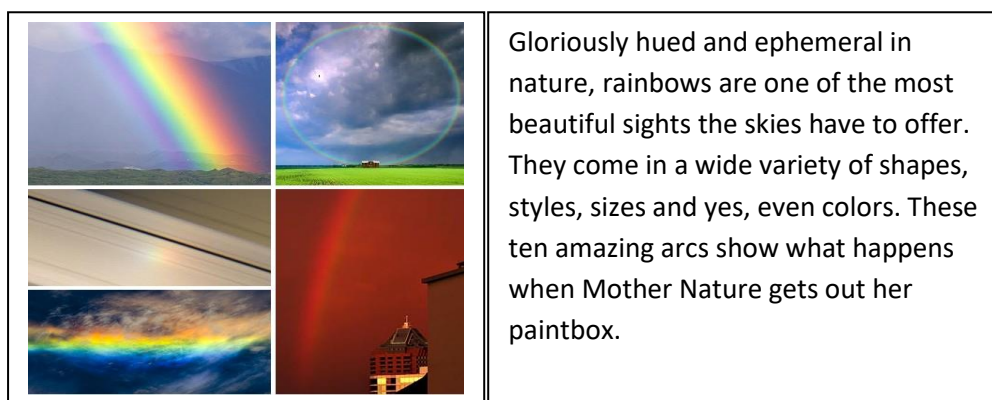 Gloriously hued and ephemeral in
nature, rainbows are one of the most
beautiful sights the skies have to offer.
They come in a wide variety of shapes,
styles, sizes and yes, even colors. These
ten amazing arcs show what happens
when Mother Nature gets out her
paintbox.